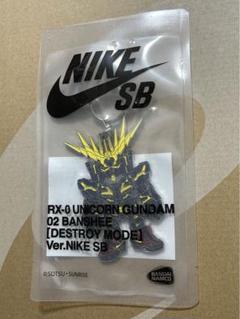 NIKE
SB
RX-0 UNICORN GUNDAM
02 BANSHEE
[DESTROY MODE]
Ver.NIKE SB
©SOTSU・SUNRISE
BANDAI
NAMCO